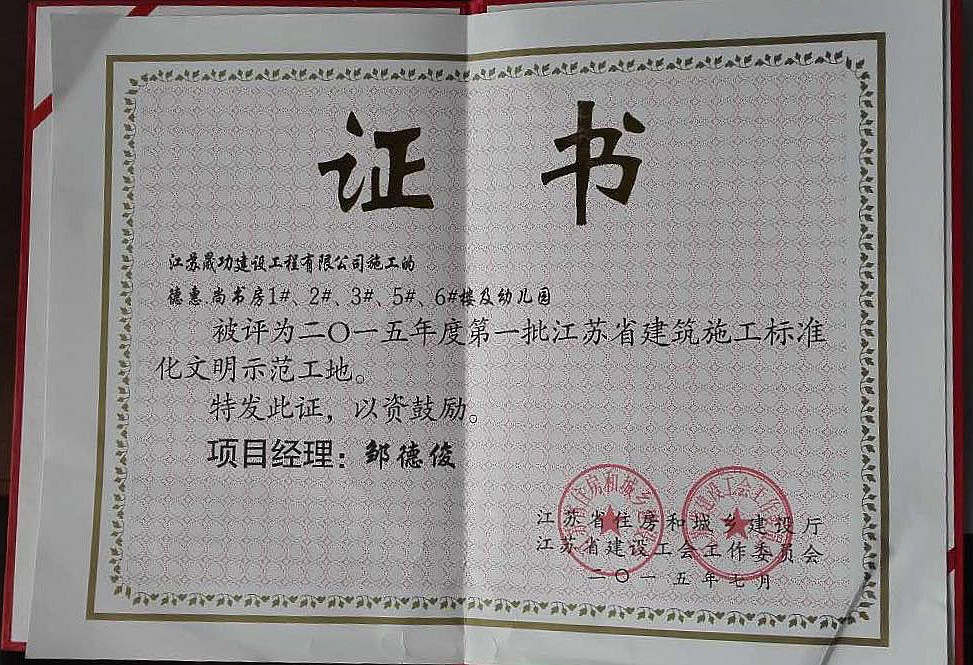 证书
江苏晟功建设工程有限公司施工的
德惠.尚书房1#、2#、3#、5#、6#楼及幼儿园
被评为二〇一五年度第一批江苏省建筑施工标准
化文明示范工地。
特发此证，以资鼓励。
项目经理：邹德俊
江苏省住房和城乡建设厅
江苏省建设工会工作委员会
二〇一五年七月